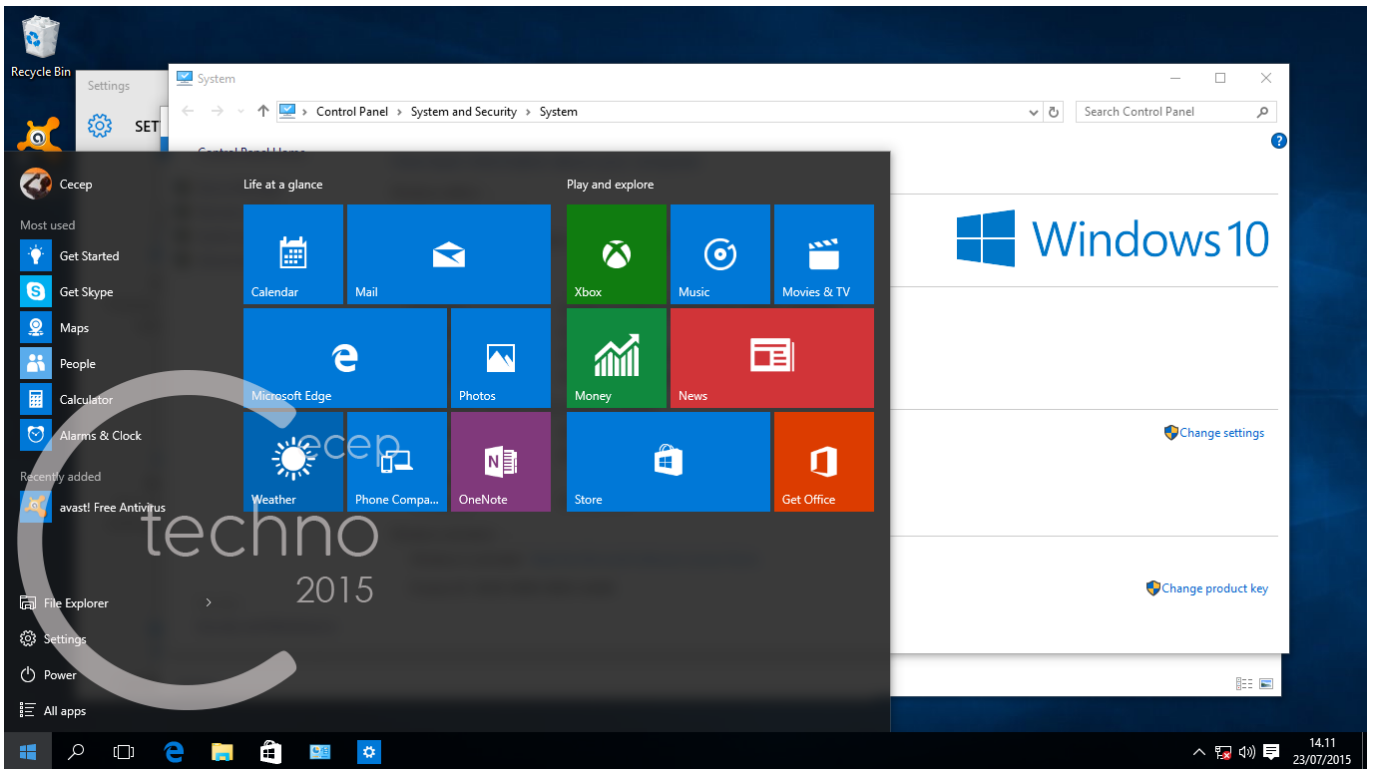 Recycle Bin
Settings
SET
System
Control Panel
System and Security
System
Search Control Panel
Control Panel Home
Windows 10
Change settings
Change product key
Cecep
Most used
Get Started
Get Skype
Maps
People
Calculator
Alarms & Clock
Recently added
avast! Free Antivirus
File Explorer
Settings
Power
All apps
Life at a glance
Calendar
Mail
Microsoft Edge
Photos
Weather
Phone Compa...
OneNote
Play and explore
Xbox
Music
Movies & TV
Money
News
Store
Get Office
Cecep
techno
2015
14.11
23/07/2015